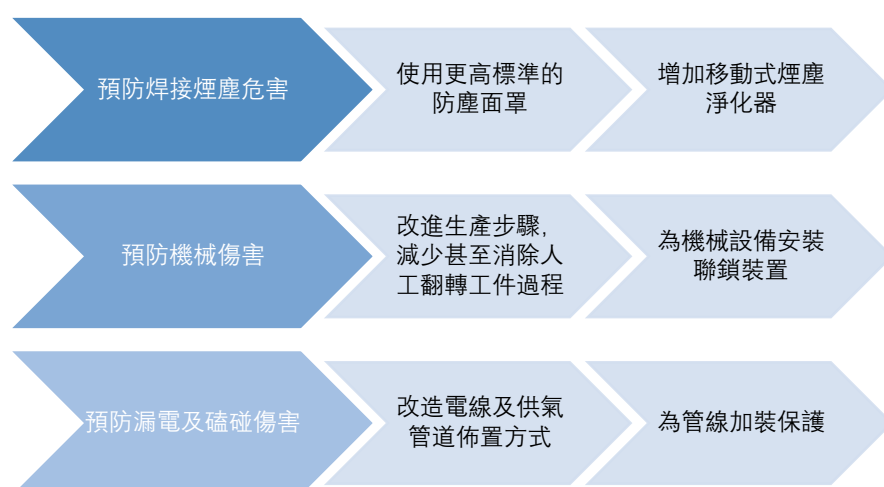 預防焊接煙塵危害
使用更高標準的
防塵面罩
增加移動式煙塵
淨化器
預防機械傷害
改進生產步驟,
減少甚至消除人
工翻轉工件過程
為機械設備安裝
聯鎖裝置
預防漏電及磕碰傷害
改造電線及供氣
管道佈置方式
為管線加裝保護